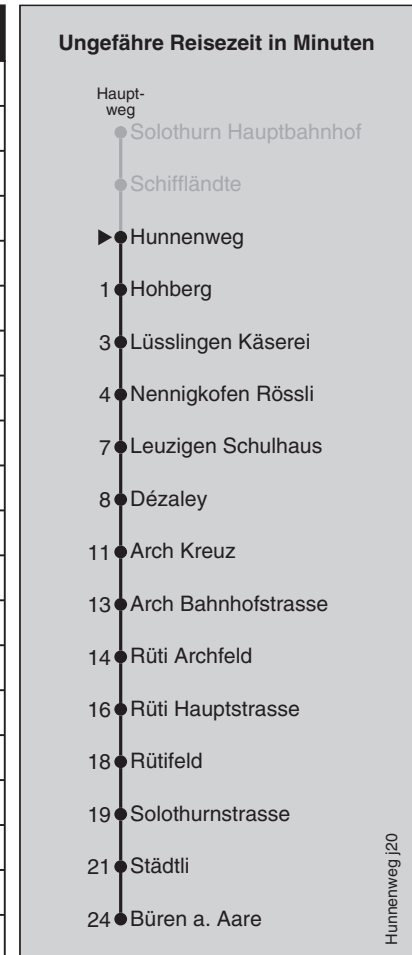 Ungefähre Reisezeit in Minuten
Haupt-
weg
Solothurn Hauptbahnhof
Schiffländte
Hunnenweg
1 Hohberg
3 Lüsslingen Käserei
4 Nennigkofen Rössli
7 Leuzigen Schulhaus
8 Dézaley
11 Arch Kreuz
13 Arch Bahnhofstrasse
14 Rüti Archfeld
16 Rüti Hauptstrasse
18 Rütifeld
19 Solothurnstrasse
21 Städtli
24 Büren a. Aare
Hunnenweg j20